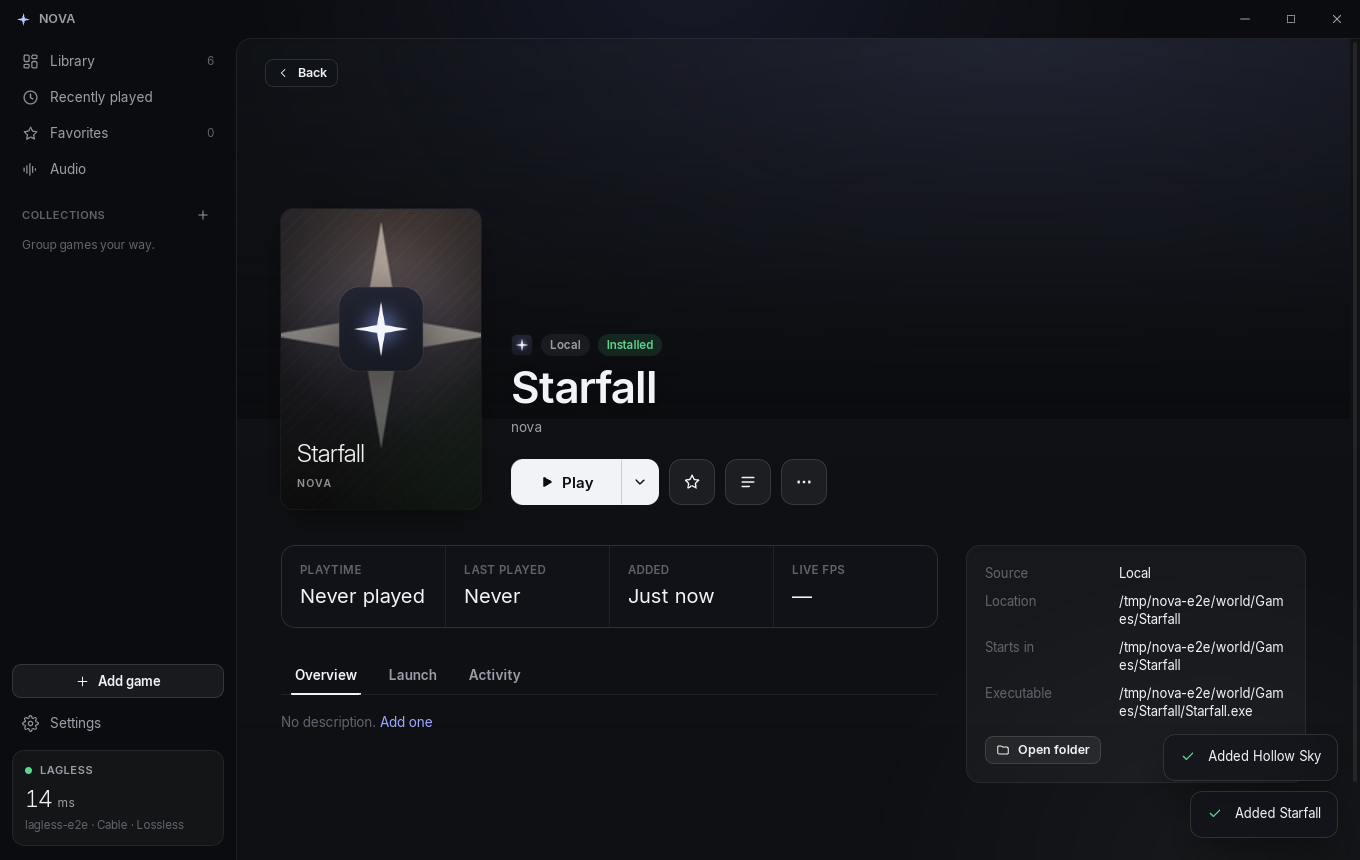 NOVA
Library 6
Recently played
Favorites 0
Audio
COLLECTIONS
Group games your way.
Add game
Settings
LAGLESS
14 ms
lagless-e2e · Cable · Lossless
Back
Starfall
NOVA
Local Installed
Starfall
nova
Play
PLAYTIME
Never played
LAST PLAYED
Never
ADDED
Just now
LIVE FPS
—
Overview Launch Activity
No description. Add one
Source Local
Location /tmp/nova-e2e/world/Gam
es/Starfall
Starts in /tmp/nova-e2e/world/Gam
es/Starfall
Executable /tmp/nova-e2e/world/Gam
es/Starfall/Starfall.exe
Open folder
Added Hollow Sky
Added Starfall